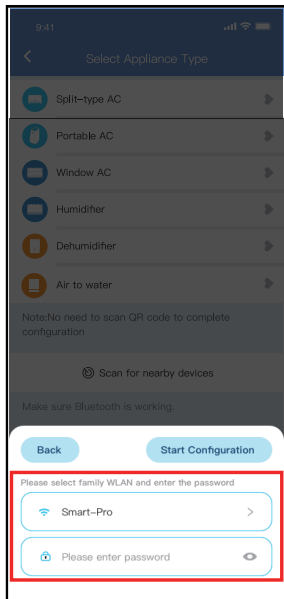 9:41
Select Appliance Type
Split-type AC
Portable AC
Window AC
Humidifier
Dehumidifier
Air to water
Note:No need to scan QR code to complete
configuration
Scan for nearby devices
Make sure Bluetooth is working.
Back
Start Configuration
Please select family WLAN and enter the password
Smart-Pro
Please enter password